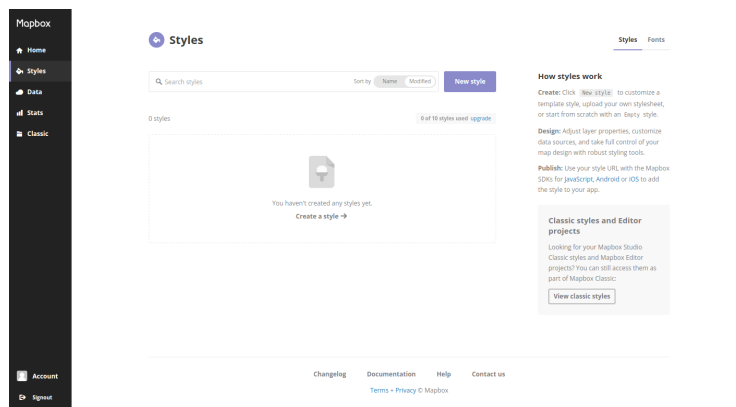 Mapbox
Home
Styles
Data
Stats
Classic
Account
Signout
Styles
Styles Fonts
Search styles Sort by Name Modified New style
0 styles 0 of 10 styles used upgrade
You haven't created any styles yet.
Create a style →
How styles work
Create: Click New style to customize a
template style, upload your own stylesheet,
or start from scratch with an Empty style.
Design: Adjust layer properties, customize
data sources, and take full control of your
map design with robust styling tools.
Publish: Use your style URL with the Mapbox
SDKs for JavaScript, Android or iOS to add
the style to your app.
Classic styles and Editor
projects
Looking for your Mapbox Studio
Classic styles and Mapbox Editor
projects? You can still access them as
part of Mapbox Classic:
View classic styles
Changelog Documentation Help Contact us
Terms • Privacy © Mapbox